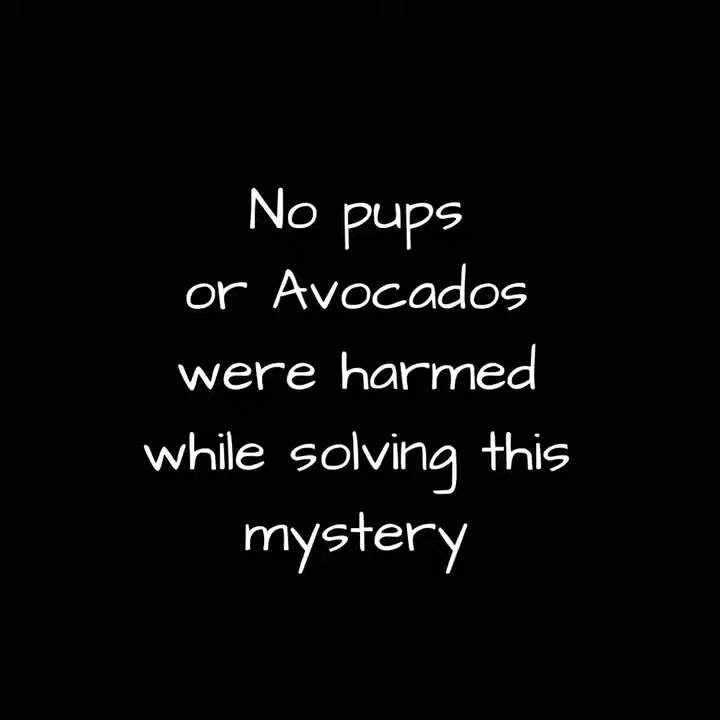 No pups
or Avocados
were harmed
while solving this
mystery